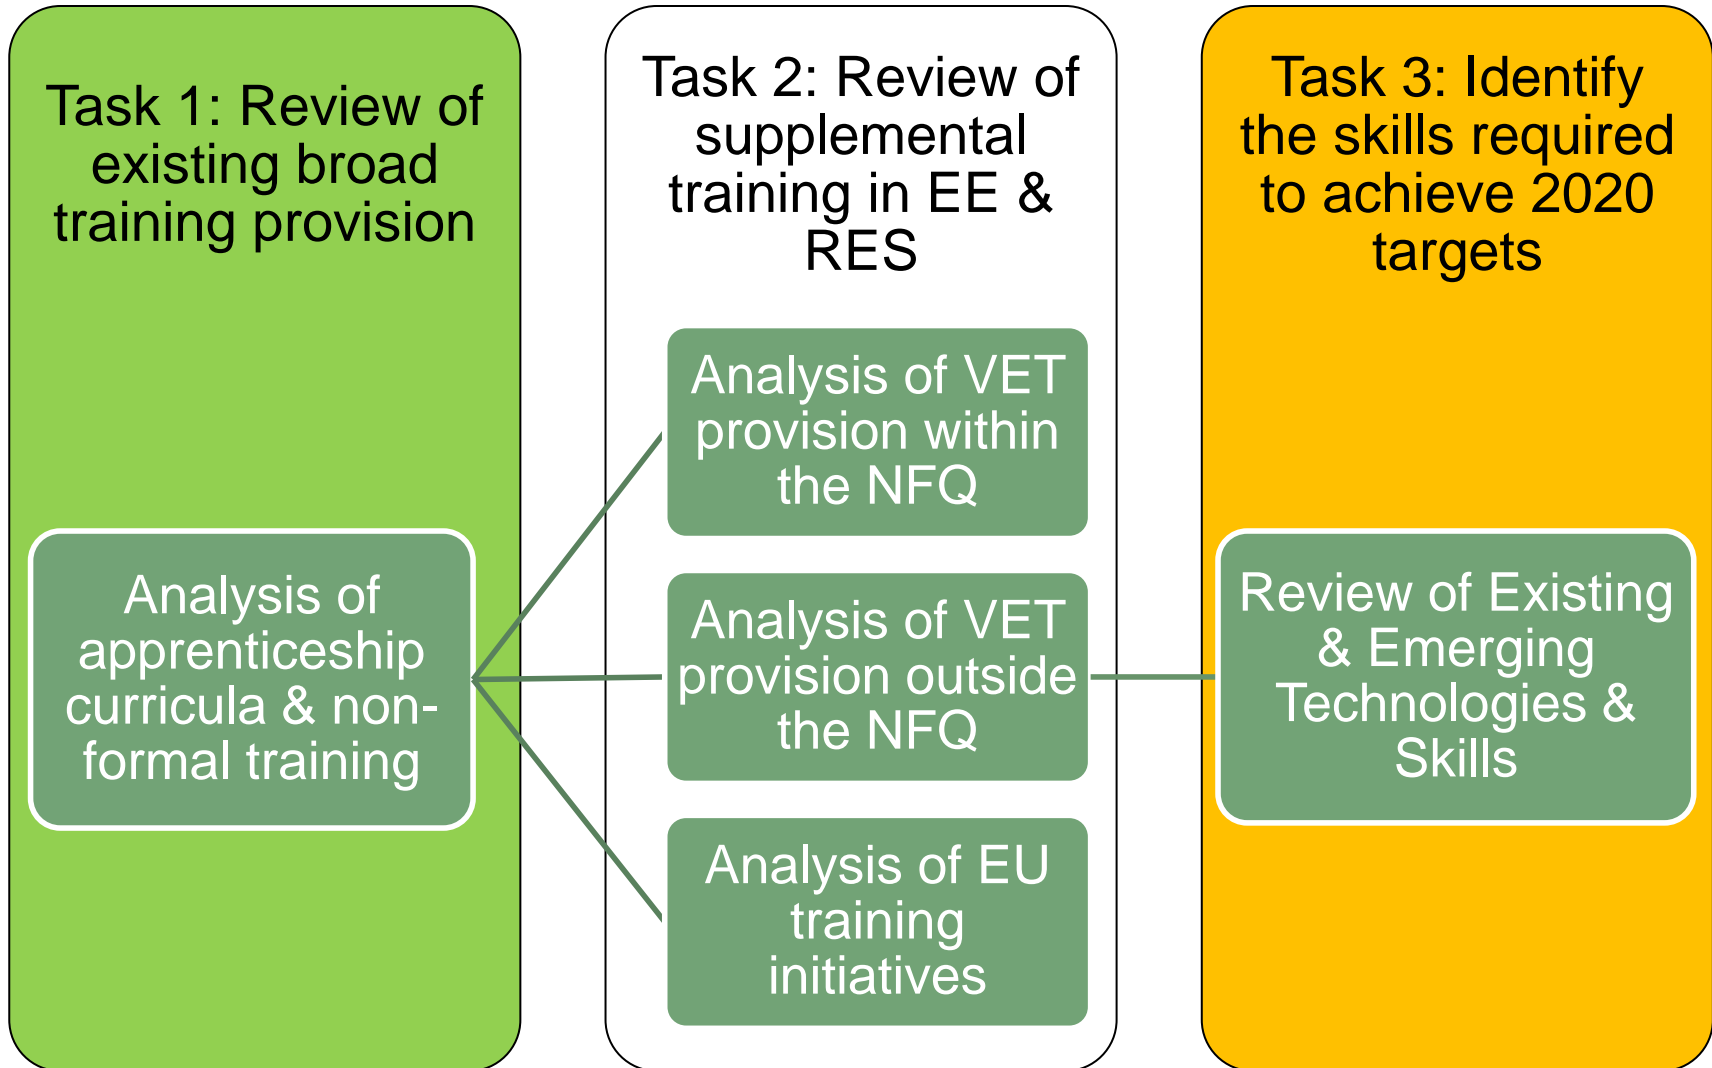 Task 1: Review of
existing broad
training provision
Analysis of
apprenticeship
curricula & non-
formal training
Task 2: Review of
supplemental
training in EE &
RES
Analysis of VET
provision within
the NFQ
Analysis of VET
provision outside
the NFQ
Analysis of EU
training
initiatives
Task 3: Identify
the skills required
to achieve 2020
targets
Review of Existing
& Emerging
Technologies &
Skills